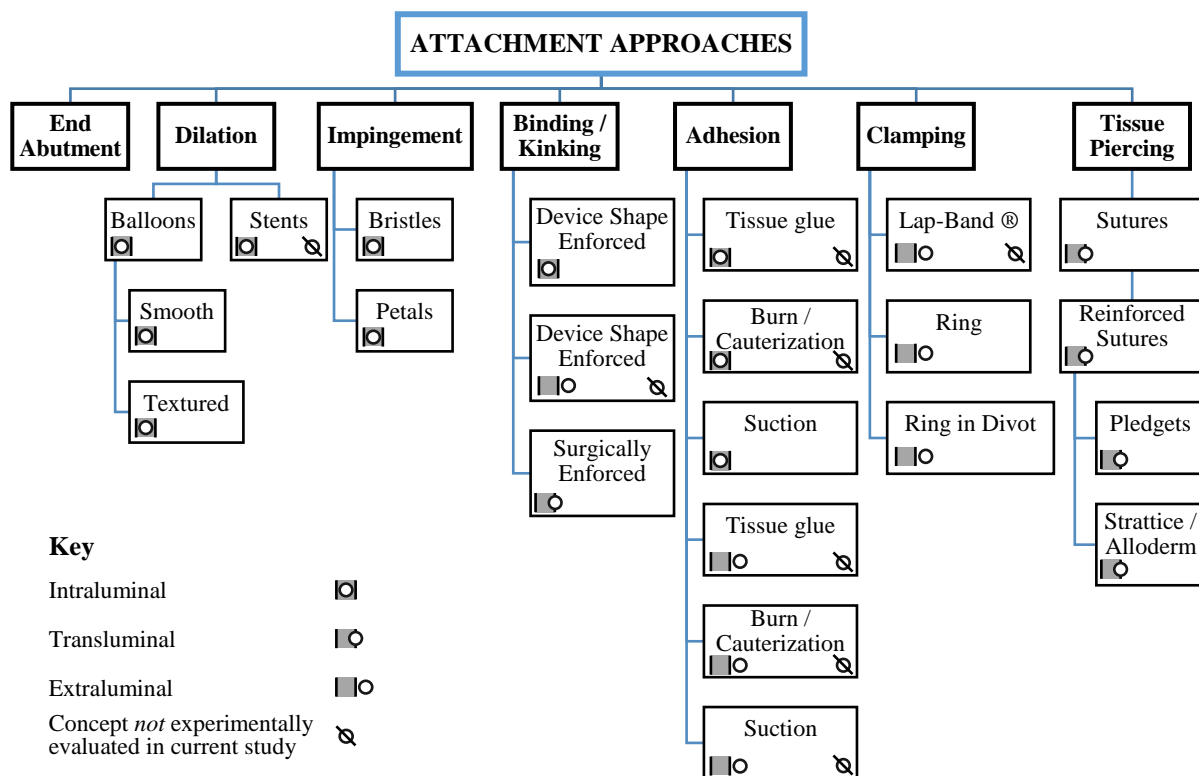 ATTACHMENT APPROACHES
End
Abutment
Dilation
Impingement
Binding /
Kinking
Adhesion
Clamping
Tissue
Piercing
Balloons
Stents
Smooth
Textured
Bristles
Petals
Device Shape
Enforced
Device Shape
Enforced
Surgically
Enforced
Tissue glue
Burn /
Cauterization
Suction
Tissue glue
Burn /
Cauterization
Suction
Lap-Band ®
Ring
Ring in Divot
Sutures
Reinforced
Sutures
Pledgets
Strattice /
Alloderm
Key
Intraluminal
Transluminal
Extraluminal
Concept not experimentally
evaluated in current study